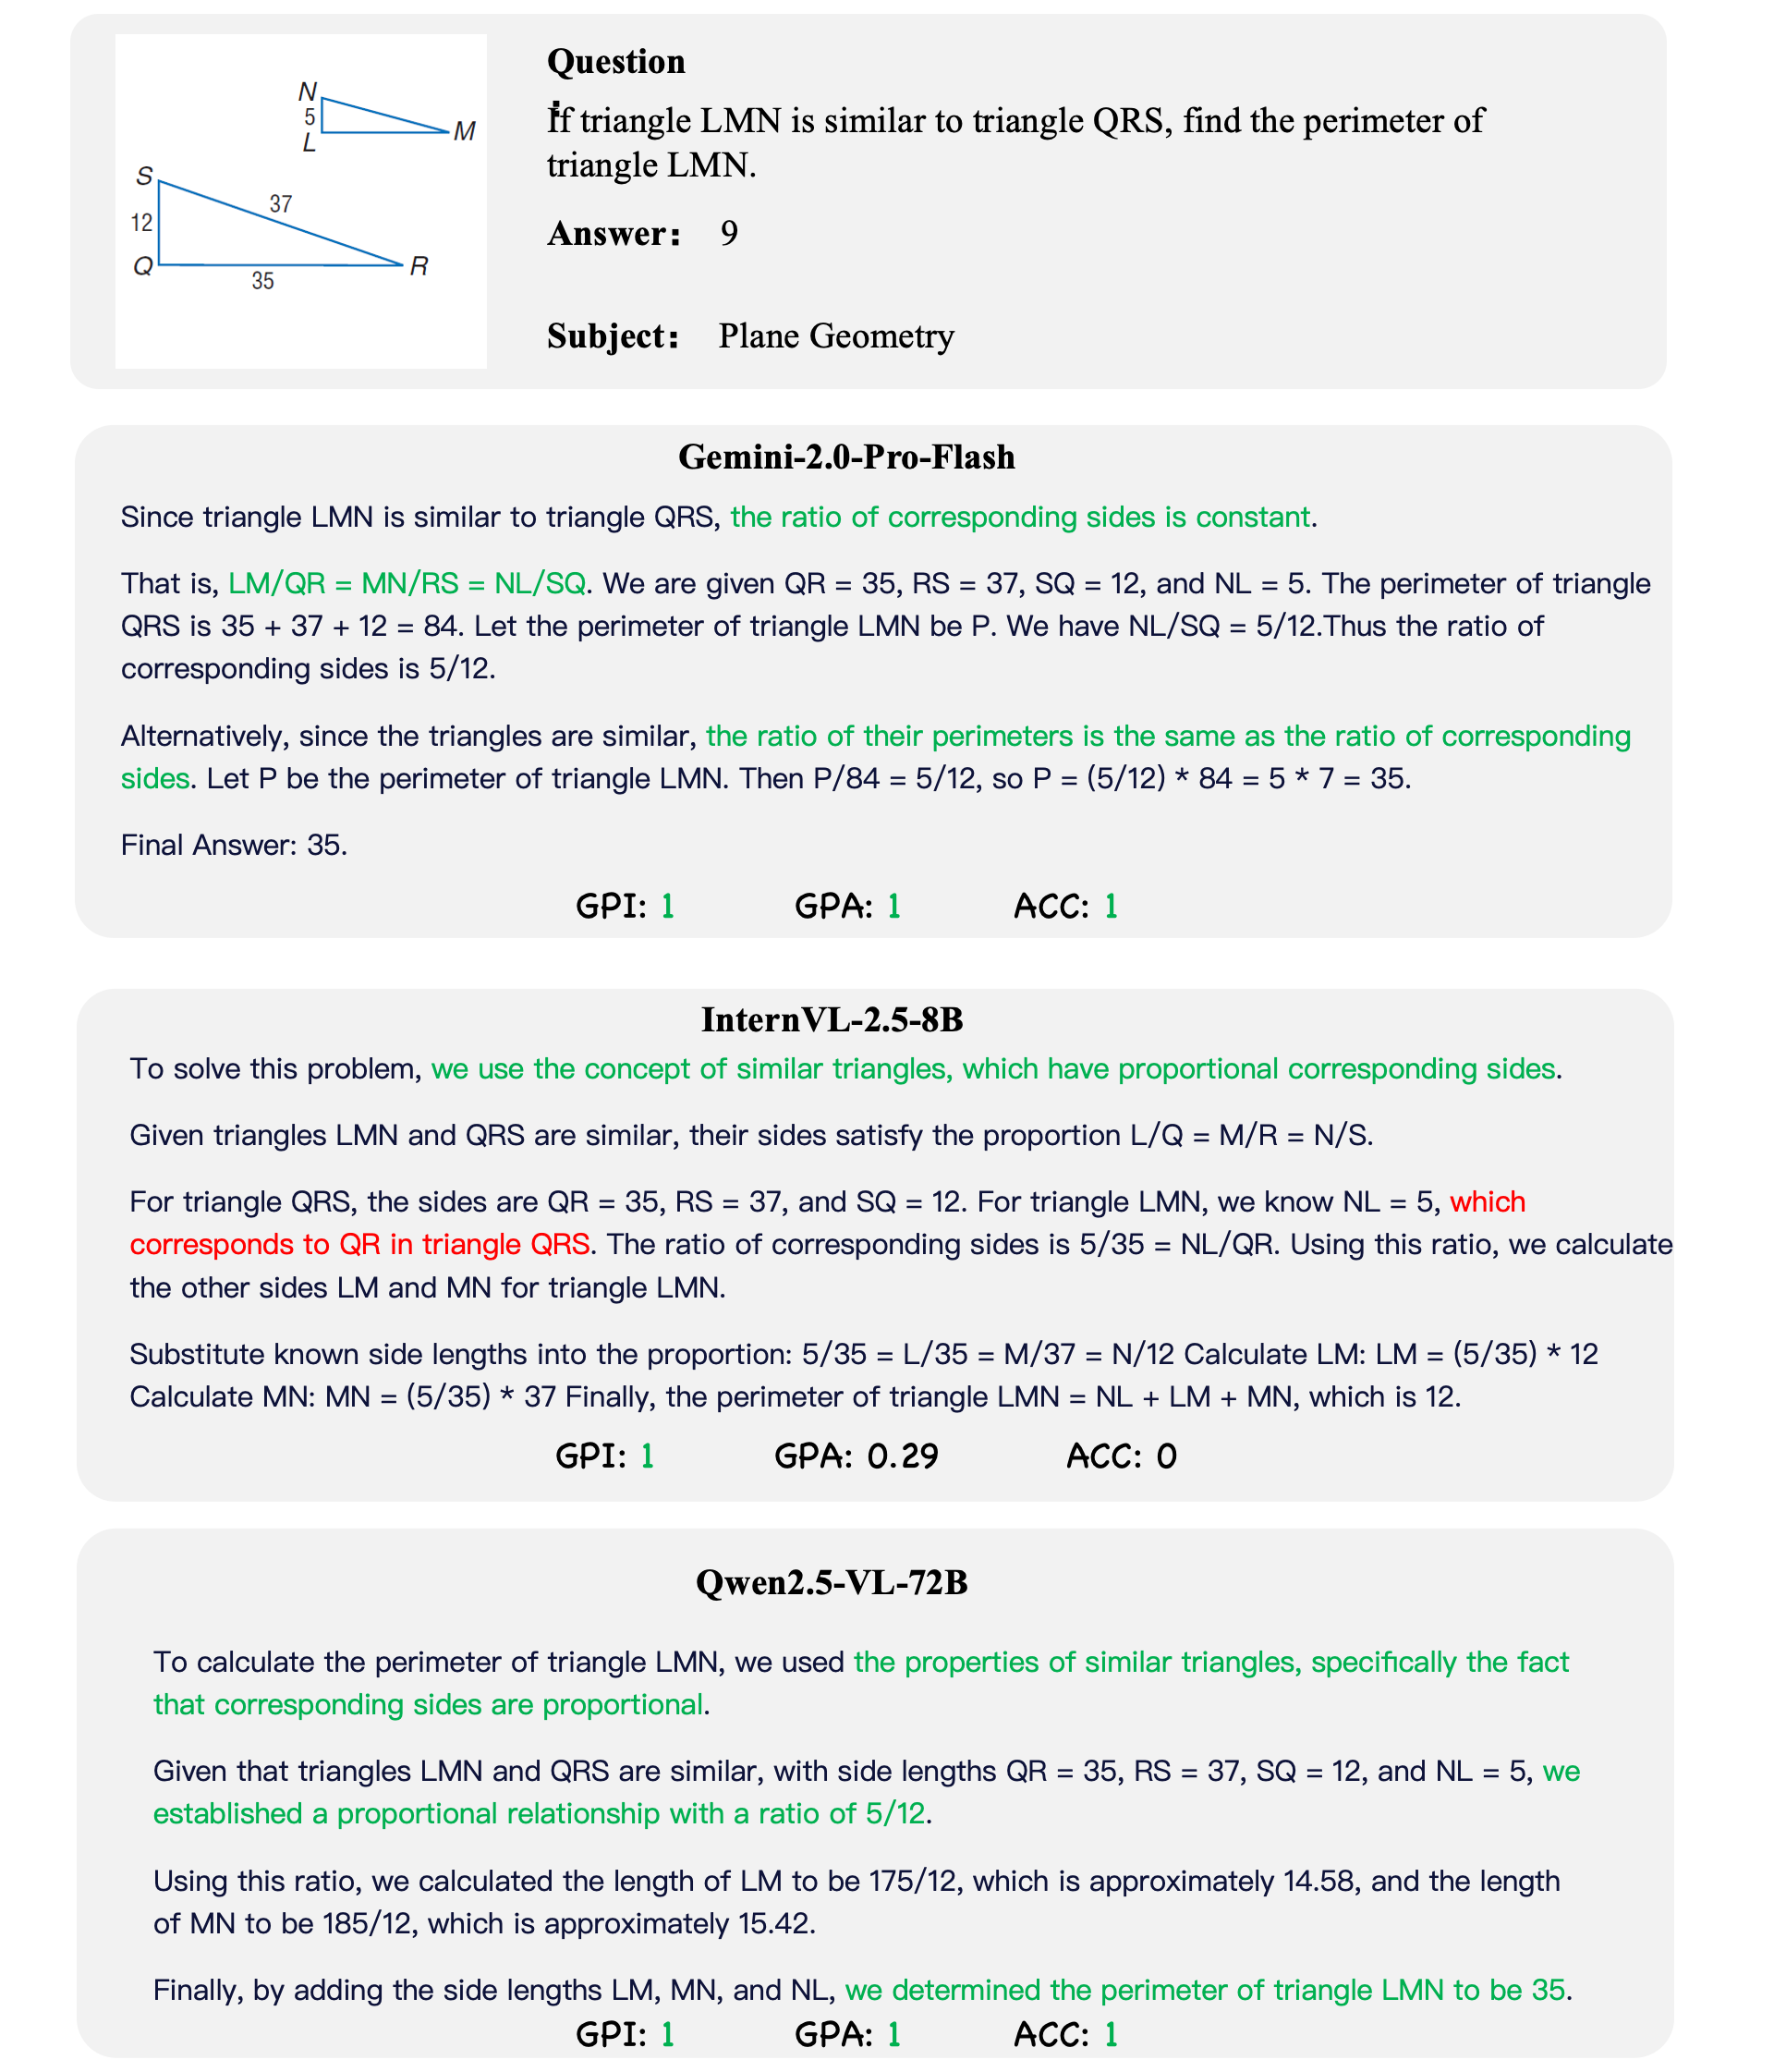 N
5
L
M
S
37
12
Q
R
35
Question
If triangle LMN is similar to triangle QRS, find the perimeter of
triangle LMN.
Answer： 9
Subject： Plane Geometry
Gemini-2.0-Pro-Flash
Since triangle LMN is similar to triangle QRS, the ratio of corresponding sides is constant.
That is, LM/QR = MN/RS = NL/SQ. We are given QR = 35, RS = 37, SQ = 12, and NL = 5. The perimeter of triangle
QRS is 35 + 37 + 12 = 84. Let the perimeter of triangle LMN be P. We have NL/SQ = 5/12.Thus the ratio of
corresponding sides is 5/12.
Alternatively, since the triangles are similar, the ratio of their perimeters is the same as the ratio of corresponding
sides. Let P be the perimeter of triangle LMN. Then P/84 = 5/12, so P = (5/12) * 84 = 5 * 7 = 35.
Final Answer: 35.
GPI: 1 GPA: 1 ACC: 1
InternVL-2.5-8B
To solve this problem, we use the concept of similar triangles, which have proportional corresponding sides.
Given triangles LMN and QRS are similar, their sides satisfy the proportion L/Q = M/R = N/S.
For triangle QRS, the sides are QR = 35, RS = 37, and SQ = 12. For triangle LMN, we know NL = 5, which
corresponds to QR in triangle QRS. The ratio of corresponding sides is 5/35 = NL/QR. Using this ratio, we calculate
the other sides LM and MN for triangle LMN.
Substitute known side lengths into the proportion: 5/35 = L/35 = M/37 = N/12 Calculate LM: LM = (5/35) * 12
Calculate MN: MN = (5/35) * 37 Finally, the perimeter of triangle LMN = NL + LM + MN, which is 12.
GPI: 1 GPA: 0.29 ACC: 0
Qwen2.5-VL-72B
To calculate the perimeter of triangle LMN, we used the properties of similar triangles, specifically the fact
that corresponding sides are proportional.
Given that triangles LMN and QRS are similar, with side lengths QR = 35, RS = 37, SQ = 12, and NL = 5, we
established a proportional relationship with a ratio of 5/12.
Using this ratio, we calculated the length of LM to be 175/12, which is approximately 14.58, and the length
of MN to be 185/12, which is approximately 15.42.
Finally, by adding the side lengths LM, MN, and NL, we determined the perimeter of triangle LMN to be 35.
GPI: 1 GPA: 1 ACC: 1